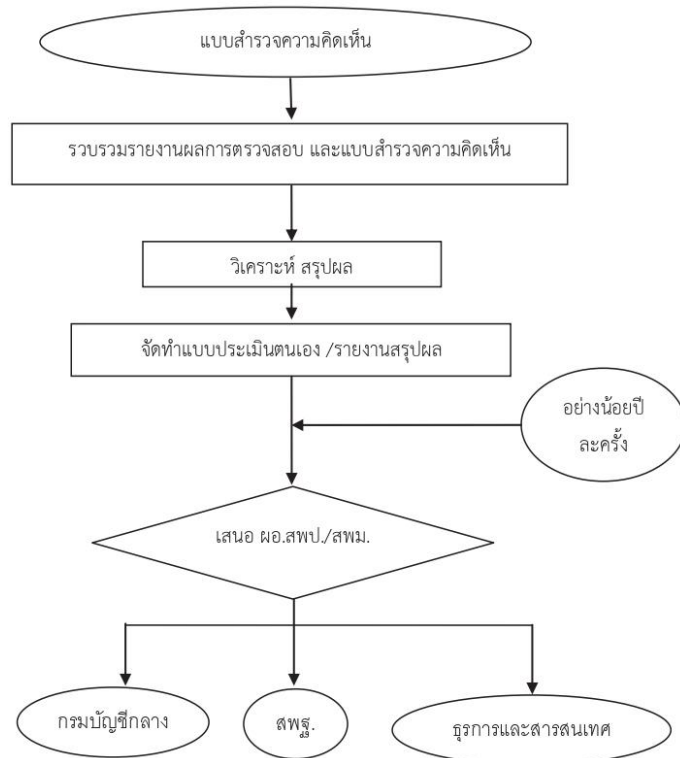 แบบสำรวจความคิดเห็น
รวบรวมรายงานผลการตรวจสอบ และแบบสำรวจความคิดเห็น
วิเคราะห์ สรุปผล
จัดทำแบบประเมินตนเอง /รายงานสรุปผล
อย่างน้อยปี
ละครั้ง
เสนอ ผอ.สพป./สพม.
กรมบัญชีกลาง
สพฐ.
ธุรการและสารสนเทศ